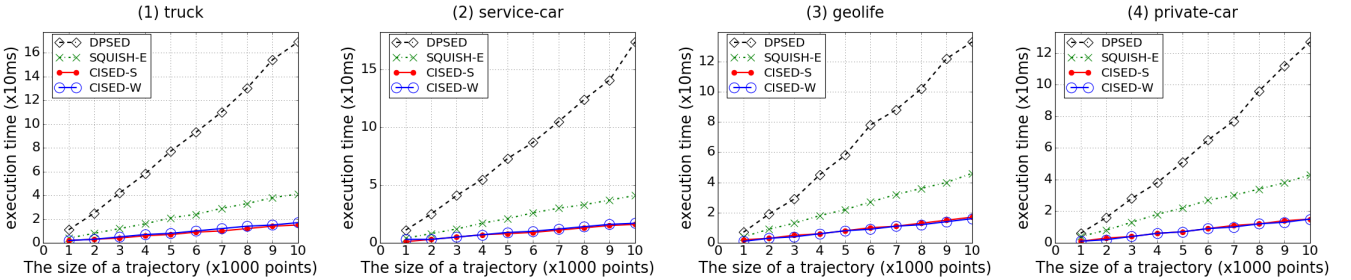 (1) truck
execution time (x10ms)
16
14
12
10
8
6
4
2
0
DPSED
SQUISH-E
CISED-S
CISED-W
0 1 2 3 4 5 6 7 8 9 10
The size of a trajectory (x1000 points)
(2) service-car
execution time (x10ms)
15
10
5
0
DPSED
SQUISH-E
CISED-S
CISED-W
0 1 2 3 4 5 6 7 8 9 10
The size of a trajectory (x1000 points)
(3) geolife
execution time (x10ms)
12
10
8
6
4
2
0
DPSED
SQUISH-E
CISED-S
CISED-W
0 1 2 3 4 5 6 7 8 9 10
The size of a trajectory (x1000 points)
(4) private-car
execution time (x10ms)
12
10
8
6
4
2
0
DPSED
SQUISH-E
CISED-S
CISED-W
0 1 2 3 4 5 6 7 8 9 10
The size of a trajectory (x1000 points)